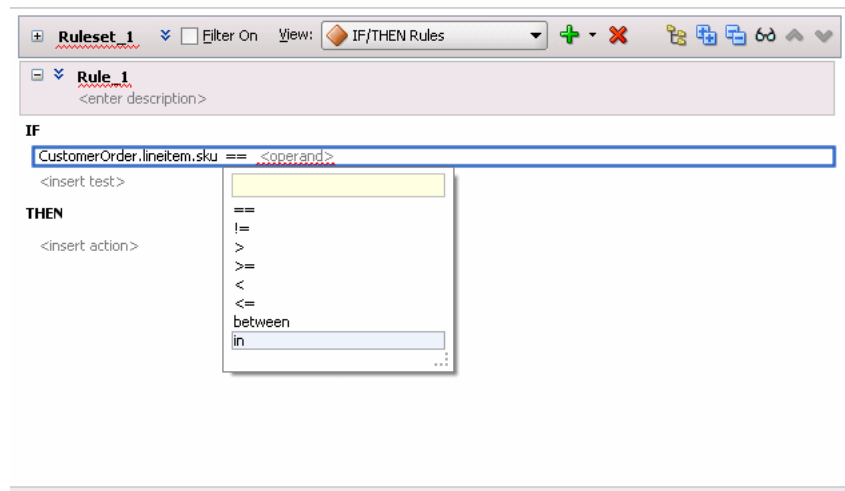 Ruleset_1 Filter On View: IF/THEN Rules
Rule_1
<enter description>
IF
CustomerOrder.lineitem.sku == <operand>
<insert test>
==
THEN
!=
<insert action>
>
>=
<
<=
between
in